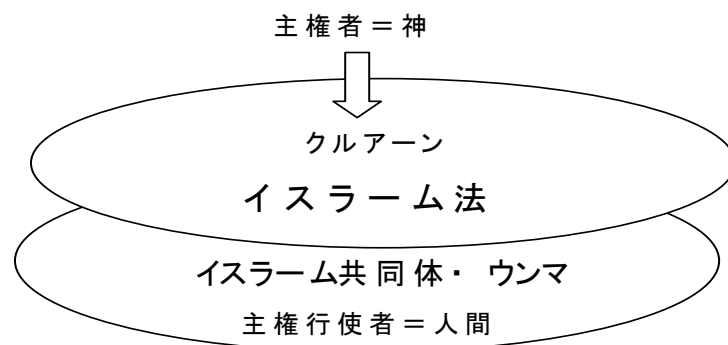 主権者＝神
クルアーン
イスラーム法
イスラーム共同体・ ウンマ
主権行使者＝人間